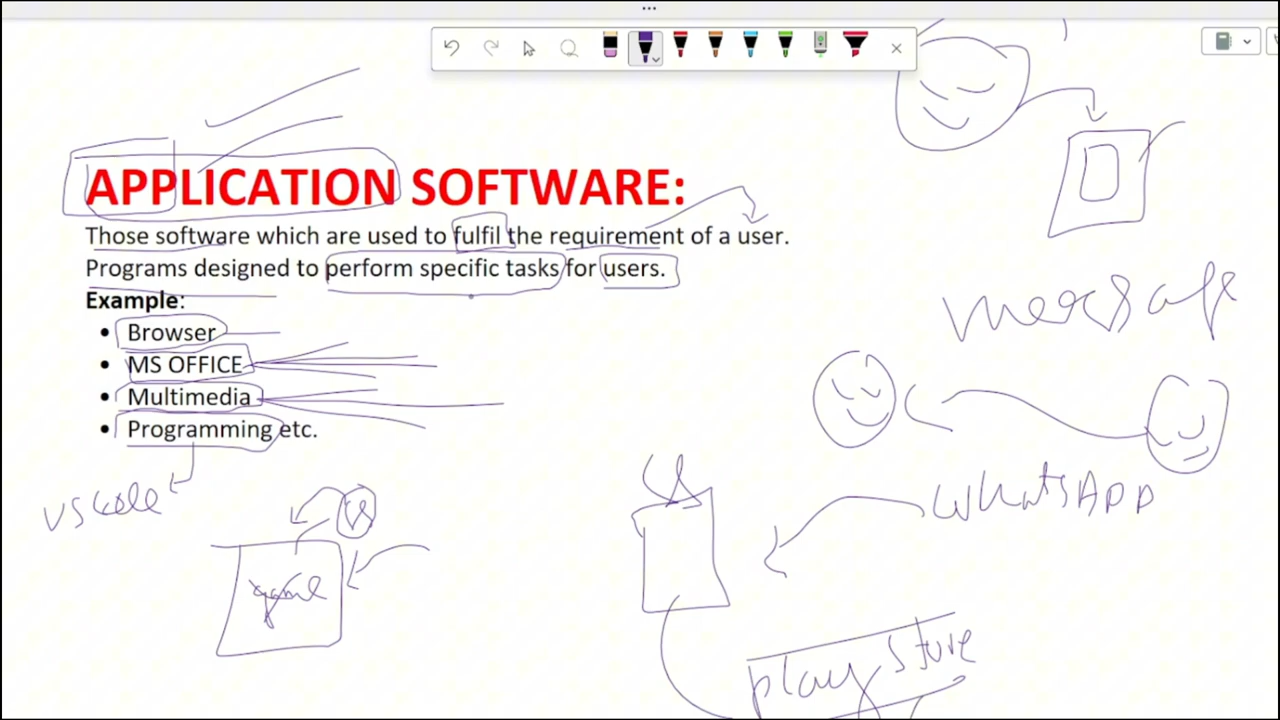 APPLICATION SOFTWARE:
Those software which are used to fulfil the requirement of a user.
Programs designed to perform specific tasks for users.
Example:
• Browser
• MS OFFICE
• Multimedia
• Programming etc.
vscode
game
WhatsApp
play store